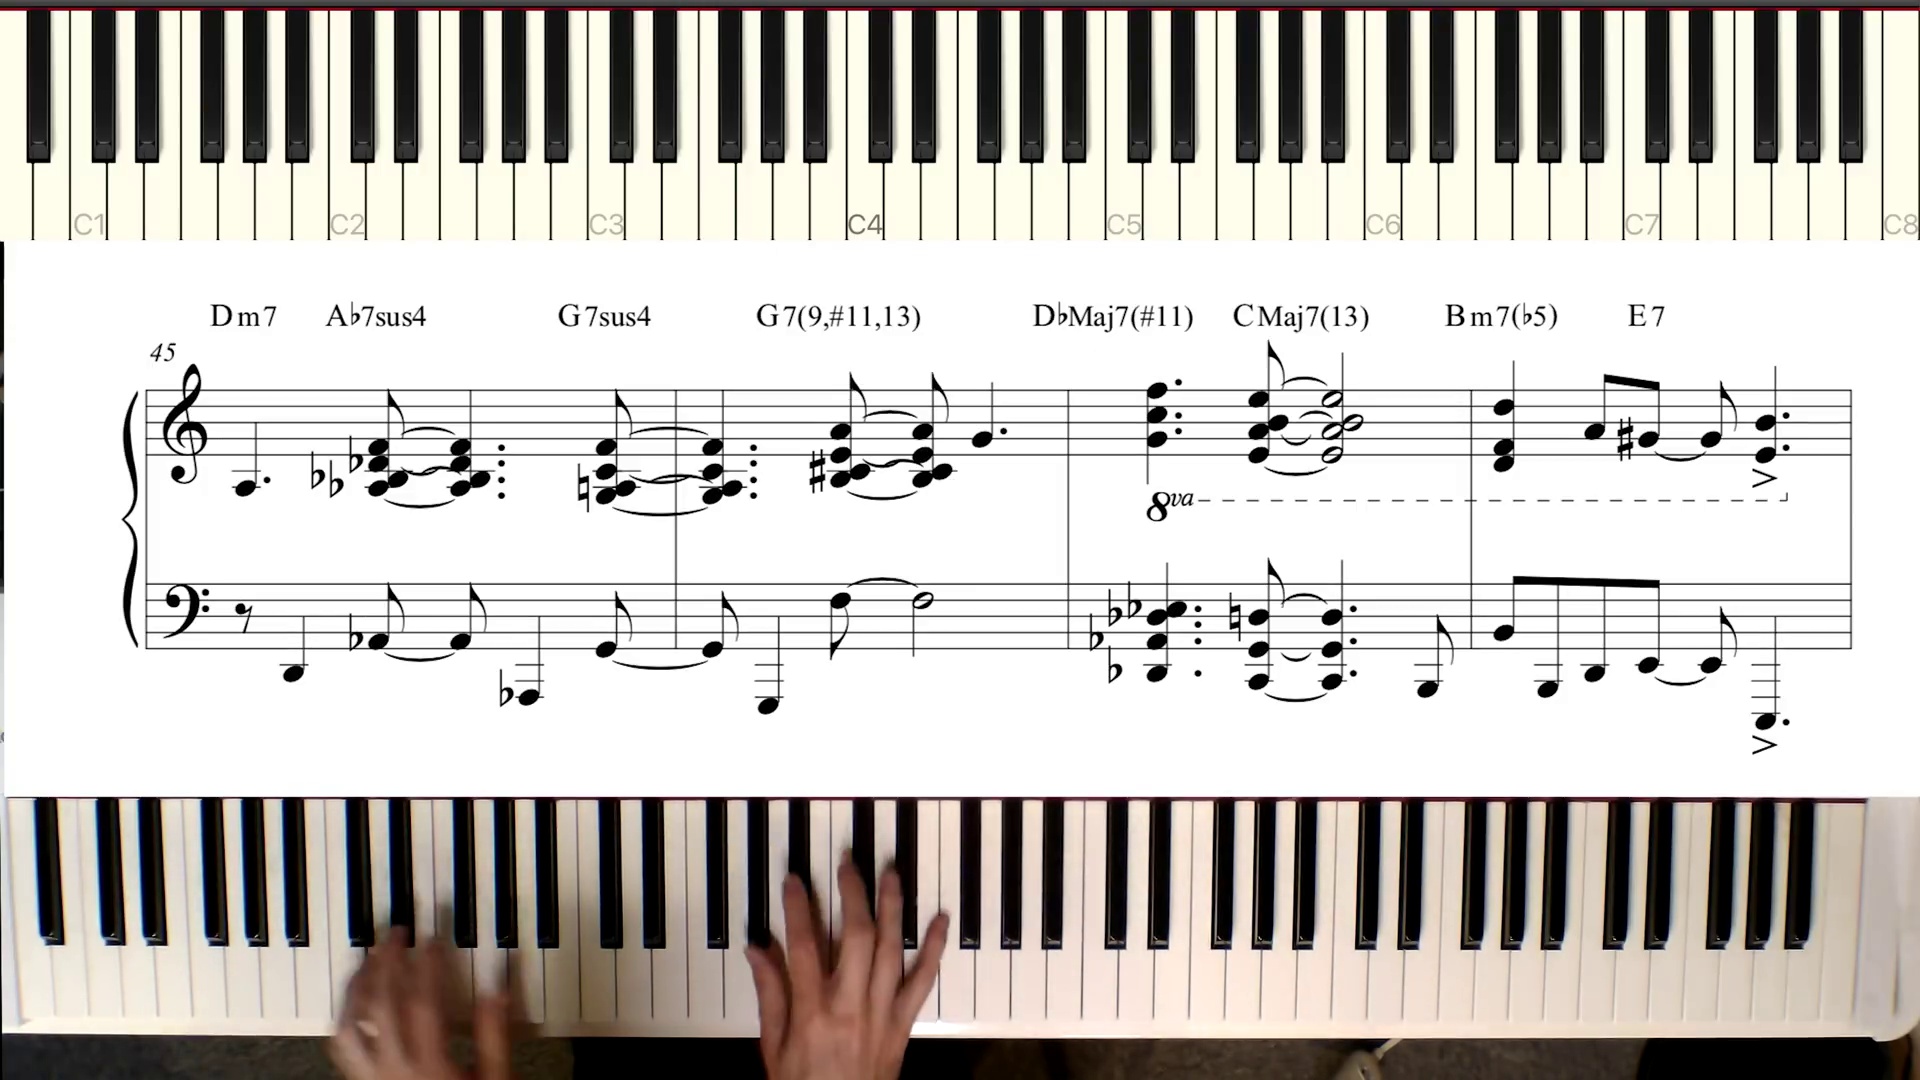 C1 C2 C3 C4 C5 C6 C7 C8
Dm7 A♭7sus4 G7sus4 G7(9,#11,13) D♭Maj7(#11) CMaj7(13) Bm7(♭5) E7
45
8va